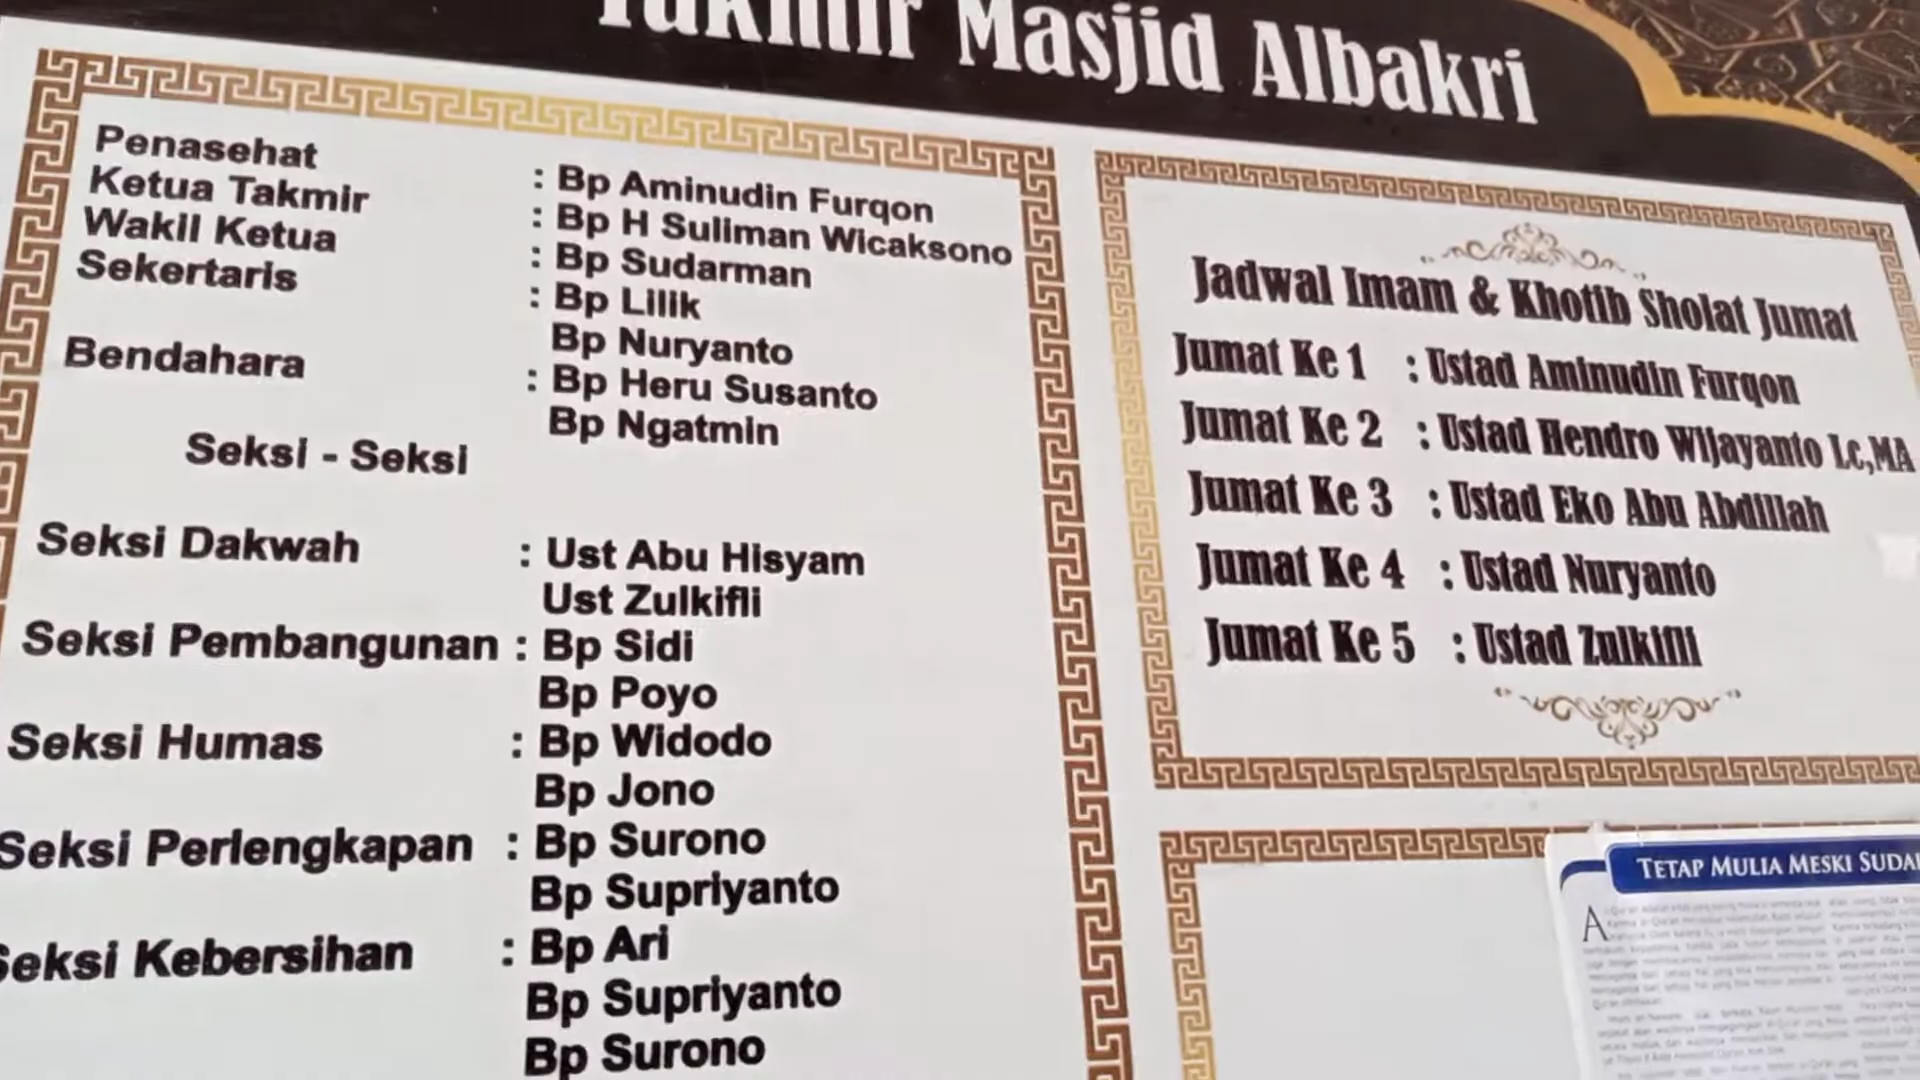 Takmir Masjid Albakri
Penasehat : Bp Aminudin Furqon
Ketua Takmir : Bp H Suliman Wicaksono
Wakil Ketua : Bp Sudarman
Sekertaris : Bp Lilik
Bp Nuryanto
Bendahara : Bp Heru Susanto
Bp Ngatmin
Seksi - Seksi
Seksi Dakwah : Ust Abu Hisyam
Ust Zulkifli
Seksi Pembangunan : Bp Sidi
Bp Poyo
Seksi Humas : Bp Widodo
Bp Jono
Seksi Perlengkapan : Bp Surono
Bp Supriyanto
Seksi Kebersihan : Bp Ari
Bp Supriyanto
Bp Surono
Jadwal Imam & Khotib Sholat Jumat
Jumat Ke 1 : Ustad Aminudin Furqon
Jumat Ke 2 : Ustad Hendro Wijayanto Lc,MA
Jumat Ke 3 : Ustad Eko Abu Abdillah
Jumat Ke 4 : Ustad Nuryanto
Jumat Ke 5 : Ustad Zulkifli
TETAP MULIA MESKI SUDAH